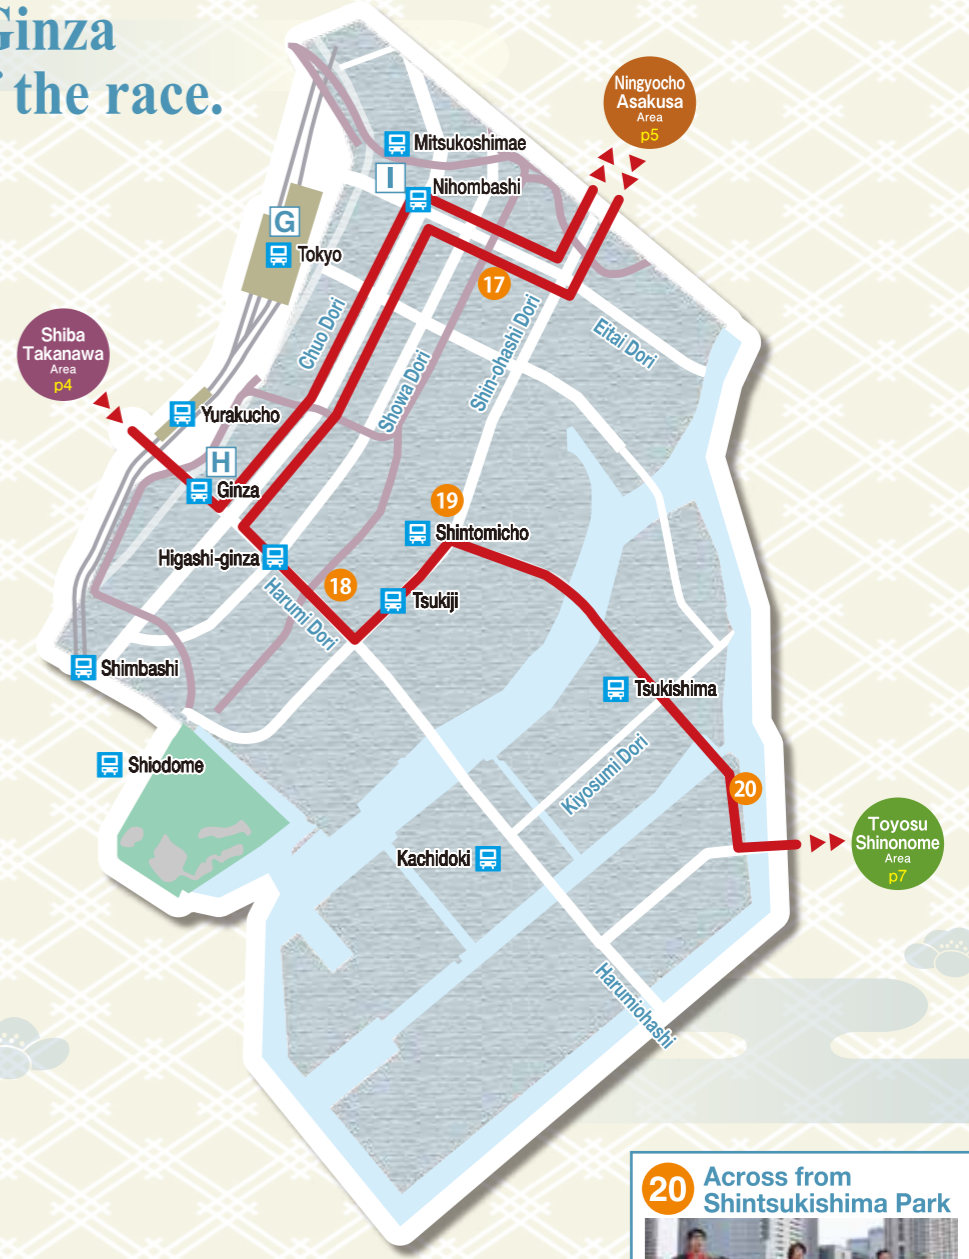 Ginza
the race.
Ningyocho
Asakusa
Area
p5
Mitsukoshimae
I
Nihombashi
G
Tokyo
17
Chuo Dori
Showa Dori
Shin-ohashi Dori
Eitai Dori
Shiba
Takanawa
Area
p4
Yurakucho
H
Ginza
19
Shintomicho
Higashi-ginza
18
Harumi Dori
Tsukiji
Shimbashi
Tsukishima
Shiodome
Kiyosumi Dori
20
Toyosu
Shinonome
Area
p7
Kachidoki
Harumiohashi
20 Across from
Shintsukishima Park